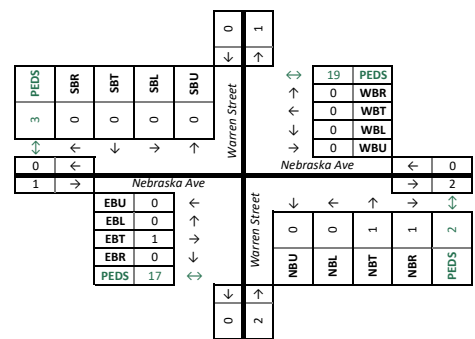 0 1
↓ ↑
PEDS SBR SBT SBL SBU
3 0 0 0 0
↕ ← ↓ → ↑
Warren Street
↔ 19 PEDS
↑ 0 WBR
← 0 WBT
↓ 0 WBL
→ 0 WBU
0 ←
1 →
Nebraska Ave
← 0
→ 2
Nebraska Ave
EBU 0 ←
EBL 0 ↑
EBT 1 →
EBR 0 ↓
PEDS 17 ↔
Warren Street
↓ ← ↑ → ↕
0 0 1 1 2
NBU NBL NBT NBR PEDS
↓ ↑
0 2